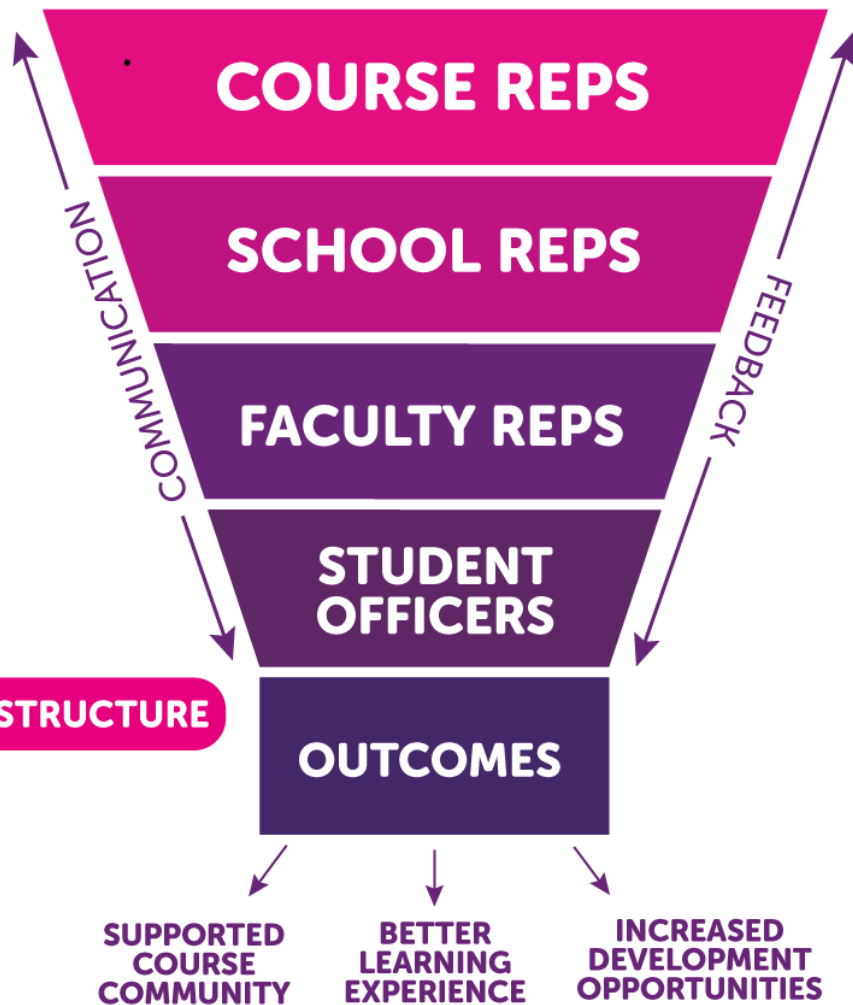 COURSE REPS
SCHOOL REPS
COMMUNICATION
FEEDBACK
FACULTY REPS
STUDENT
OFFICERS
STRUCTURE
OUTCOMES
SUPPORTED
COURSE
COMMUNITY
BETTER
LEARNING
EXPERIENCE
INCREASED
DEVELOPMENT
OPPORTUNITIES